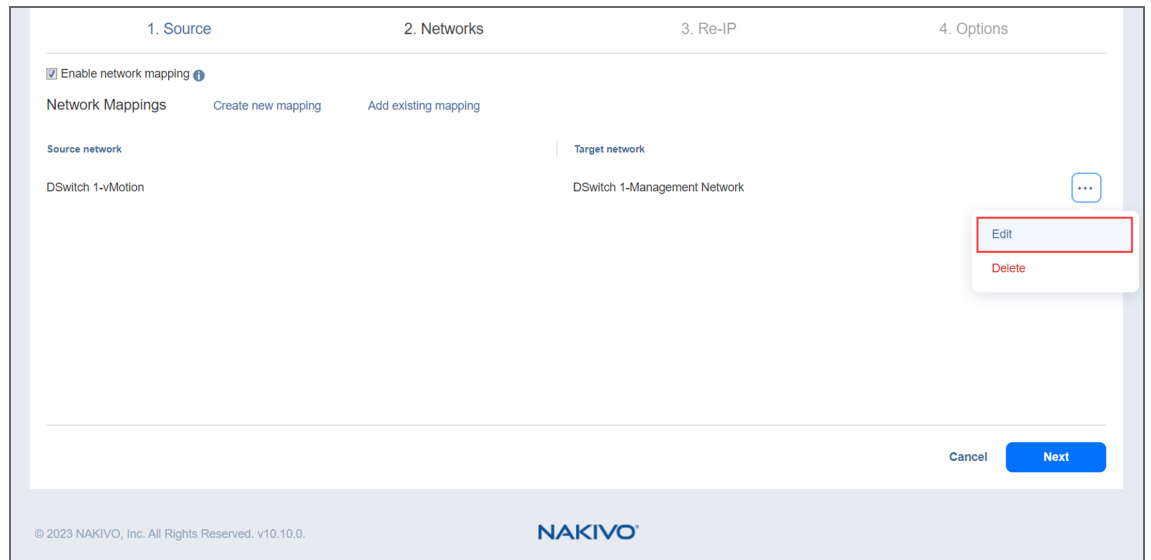 1. Source 2. Networks 3. Re-IP 4. Options
Enable network mapping
Network Mappings Create new mapping Add existing mapping
Source network Target network
DSwitch 1-vMotion DSwitch 1-Management Network ...
Edit
Delete
Cancel Next
© 2023 NAKIVO, Inc. All Rights Reserved. v10.10.0. NAKIVO®